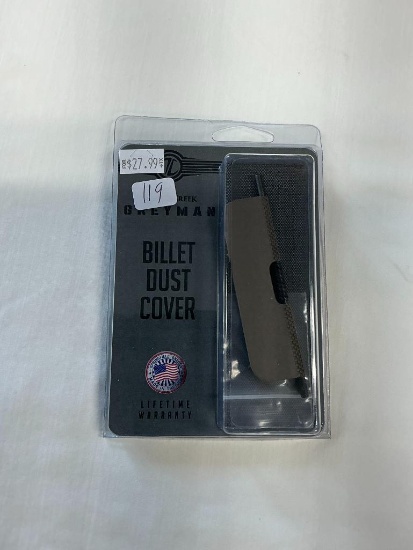 $27.99
119
GREYMAN
BILLET
DUST
COVER
LIFETIME
WARRANTY